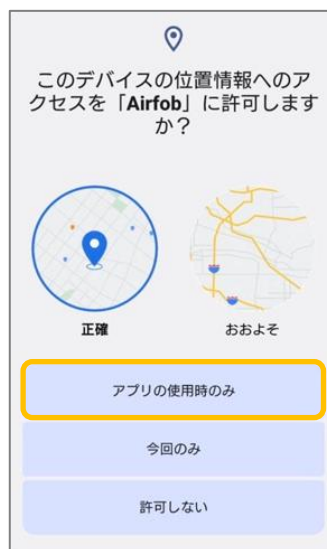 このデバイスの位置情報へのア
クセスを「Airfob」に許可します
か？
正確
おおよそ
アプリの使用時のみ
今回のみ
許可しない